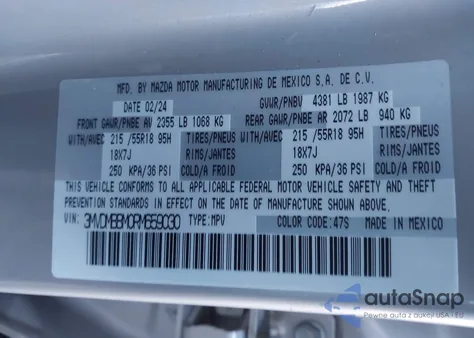 MFD. BY MAZDA MOTOR MANUFACTURING DE MEXICO S.A. DE C.V.
DATE 02/24 GVWR/PNBV 4381 LB 1987 KG
FRONT GAWR/PNBE AV 2355 LB 1068 KG REAR GAWR/PNBE AR 2072 LB 940 KG
WITH/AVEC 215 /55R18 95H TIRES/PNEUS WITH/AVEC 215 /55R18 95H TIRES/PNEUS
18X7J RIMS/JANTES 18X7J RIMS/JANTES
250 KPA/36 PSI COLD/A FROID 250 KPA/36 PSI COLD/A FROID
THIS VEHICLE CONFORMS TO ALL APPLICABLE FEDERAL MOTOR VEHICLE SAFETY AND THEFT
PREVENTION STANDARDS IN EFFECT ON THE DATE OF MANUFACTURE SHOWN ABOVE.
VIN: 3MVDMBBM0RM659030 TYPE:MPV COLOR CODE:47S MADE IN MEXICO
autoSnap
Pewne auta z aukcji USA - EU